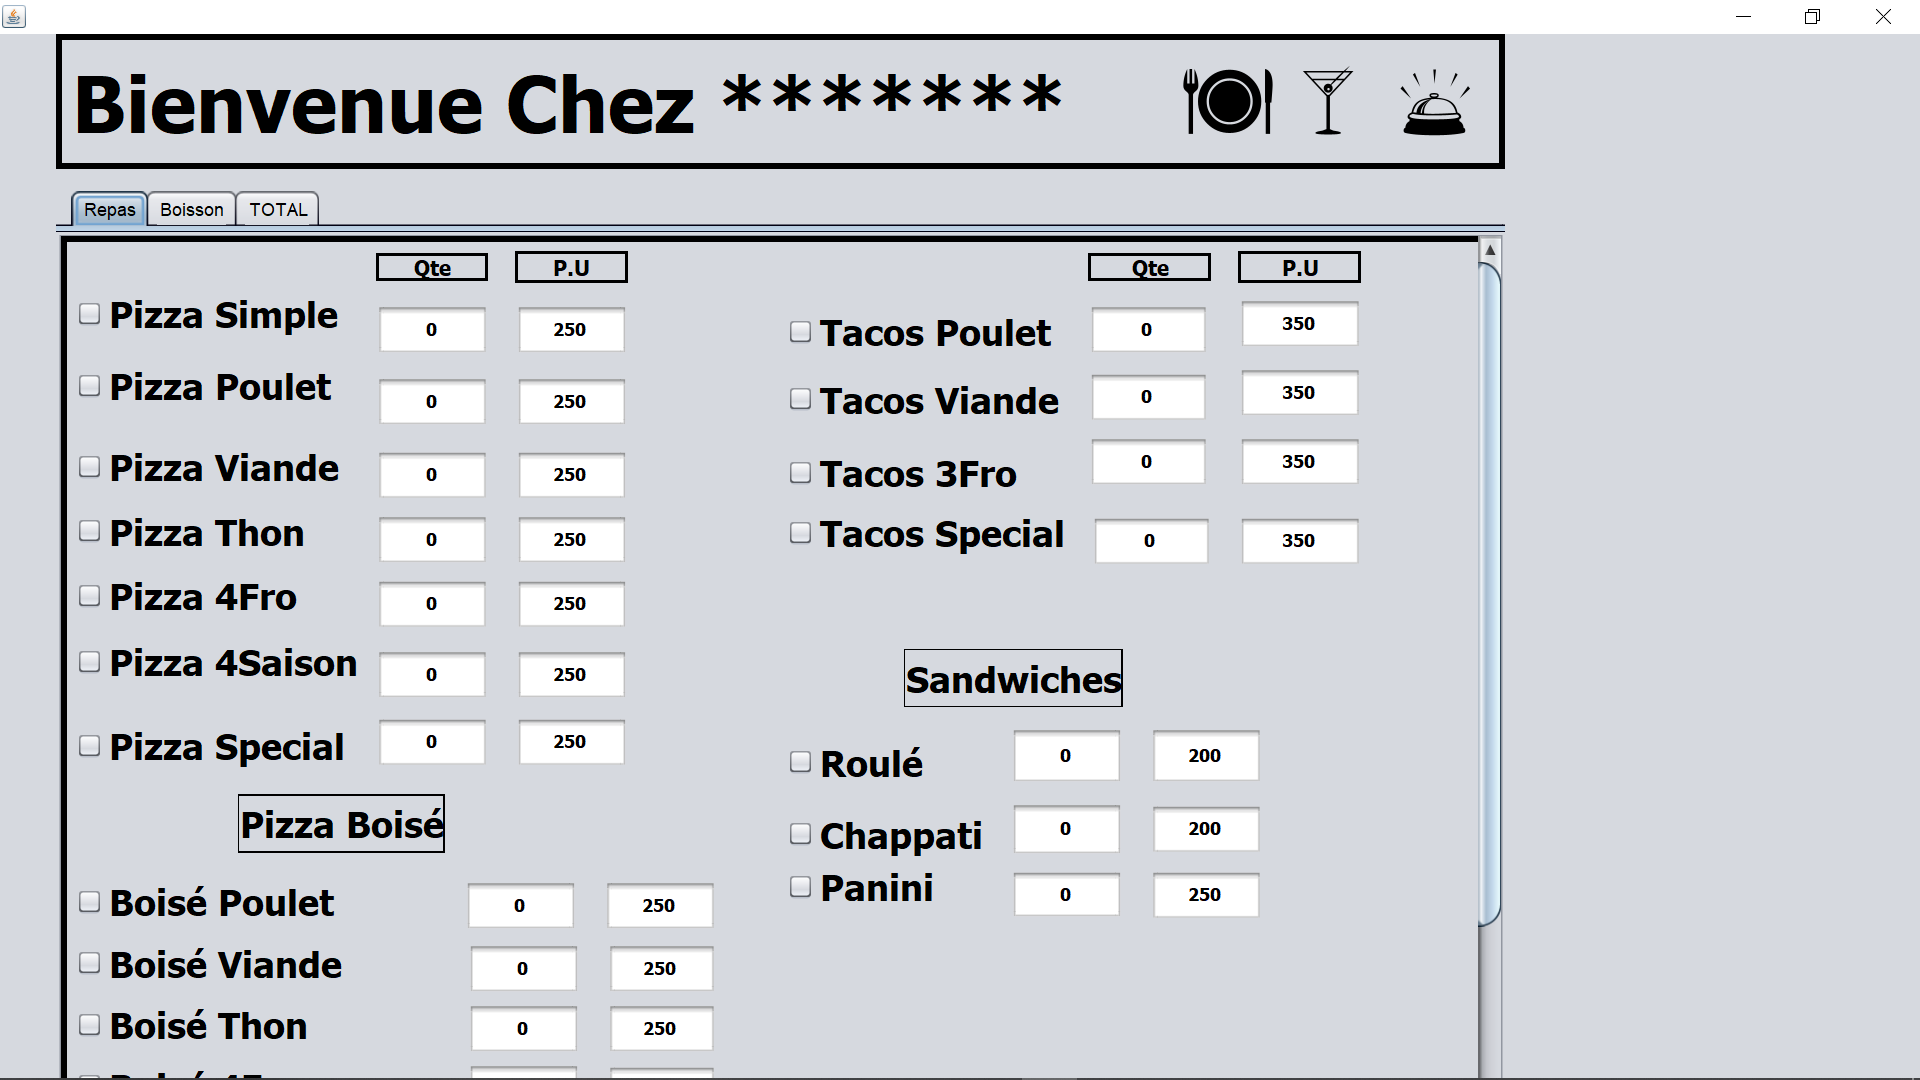 Bienvenue Chez *******
Repas Boisson TOTAL
Qte P.U
Pizza Simple 0 250
Pizza Poulet 0 250
Pizza Viande 0 250
Pizza Thon 0 250
Pizza 4Fro 0 250
Pizza 4Saison 0 250
Pizza Special 0 250
Pizza Boisé
Boisé Poulet 0 250
Boisé Viande 0 250
Boisé Thon 0 250
Qte P.U
Tacos Poulet 0 350
Tacos Viande 0 350
Tacos 3Fro 0 350
Tacos Special 0 350
Sandwiches
Roulé 0 200
Chappati 0 200
Panini 0 250